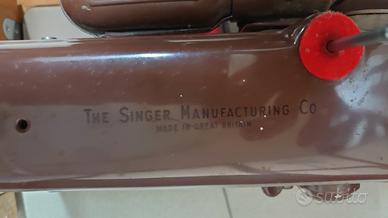 THE SINGER MANUFACTURING CO
MADE IN GREAT BRITAIN
subito